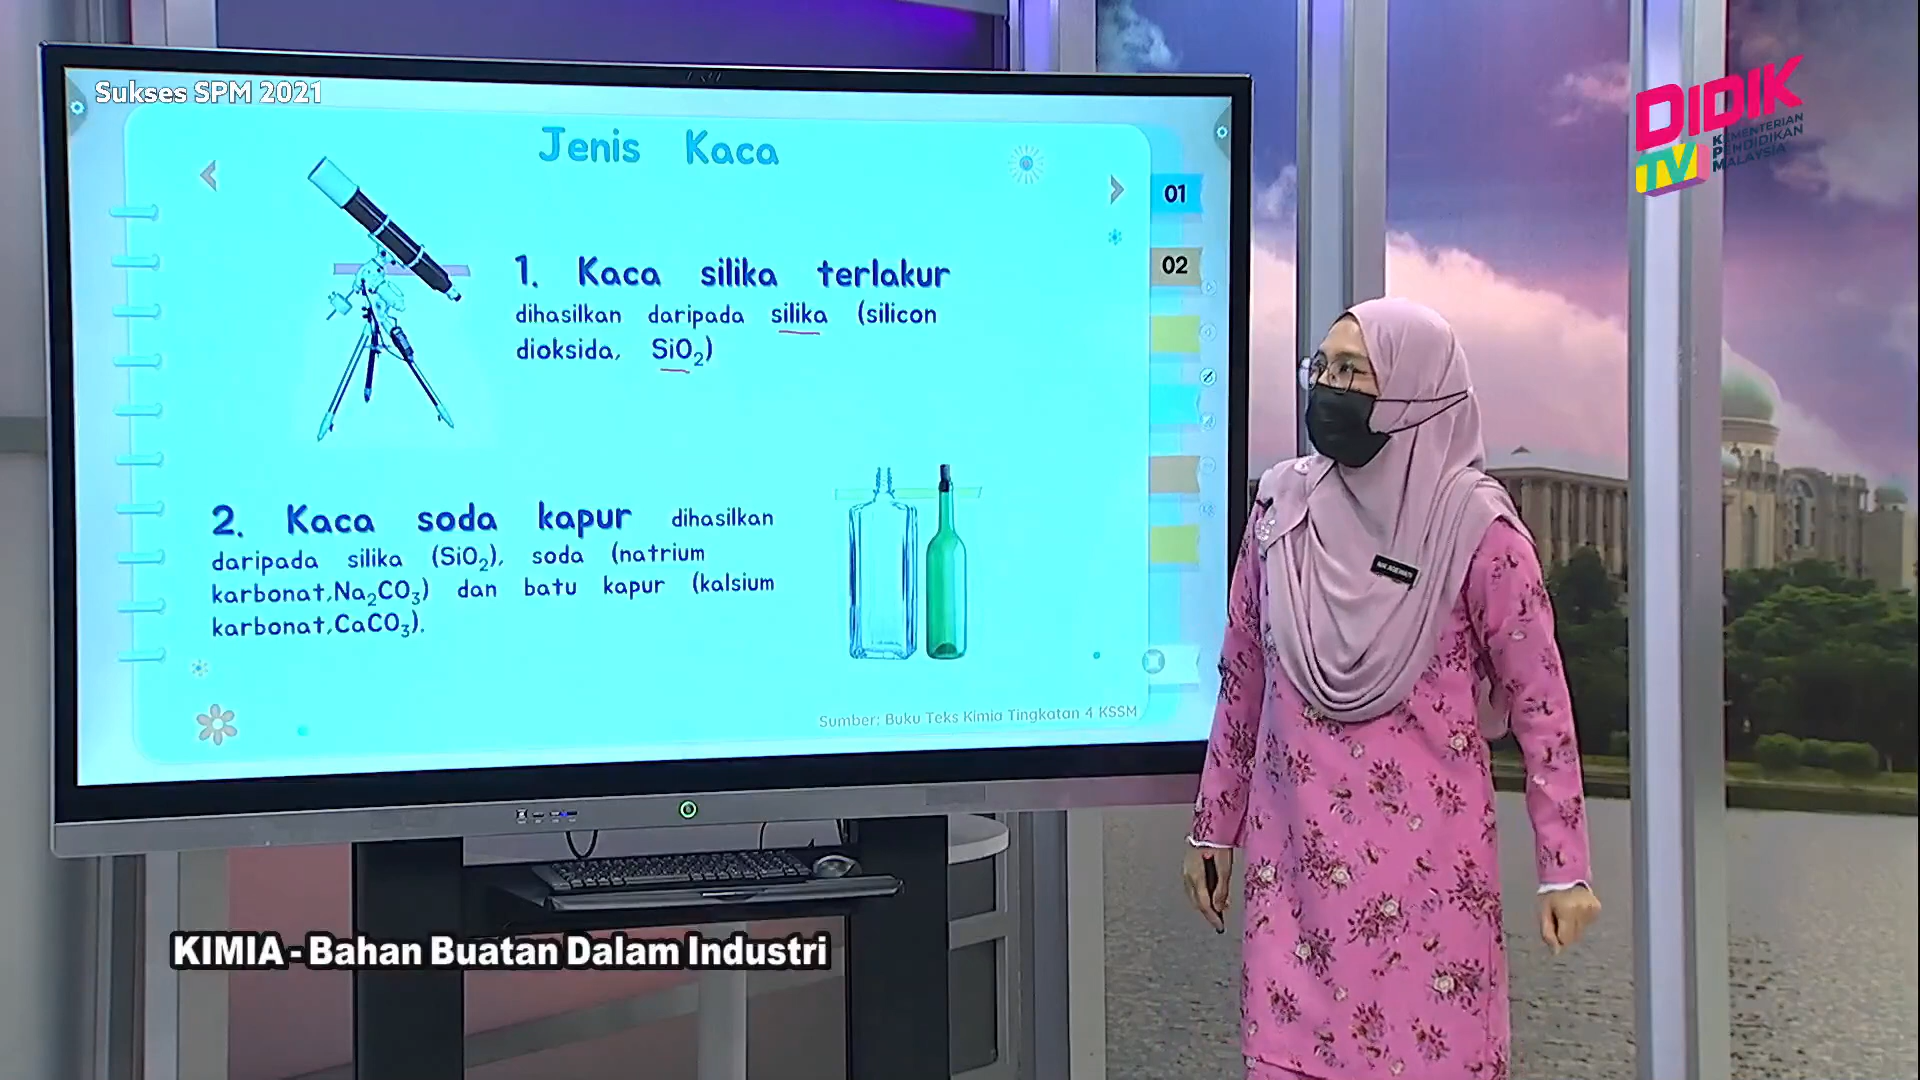 Sukses SPM 2021
Jenis Kaca
1. Kaca silika terlakur
dihasilkan daripada silika (silicon
dioksida, SiO₂)
2. Kaca soda kapur dihasilkan
daripada silika (SiO₂), soda (natrium
karbonat,Na₂CO₃) dan batu kapur (kalsium
karbonat,CaCO₃).
Sumber: Buku Teks Kimia Tingkatan 4 KSSM
01
02
DIDIK
TV
KEMENTERIAN
PENDIDIKAN
MALAYSIA
KIMIA - Bahan Buatan Dalam Industri